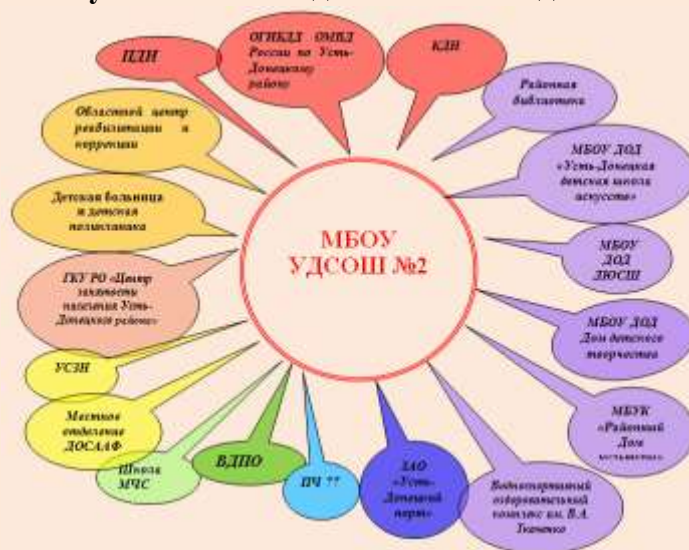 МБОУ
УДСОШ №2
ПДН
ОГИБДД ОМВД
России по Усть-
Донецкому
району
КДН
Районная
библиотека
МБОУ ДОД
«Усть-Донецкая
детская школа
искусств»
МБОУ
ДОД
ДЮСШ
МБОУ ДОД
Дом детского
творчества
МБУК
«Районный
Дом
Водноспортивный
оздоровительный
комплекс им. В.А.
Ткаченко
ЗАО
«Усть-
Донецкий
порт»
ПЧ ??
ВДПО
Школа
МЧС
Местное
отделение
ДОСААФ
УСЗН
ГКУ РО «Центр
занятости
населения Усть-
Донецкого района»
Детская больница
и детская
поликлиника
Областной центр
реабилитации и
коррекции